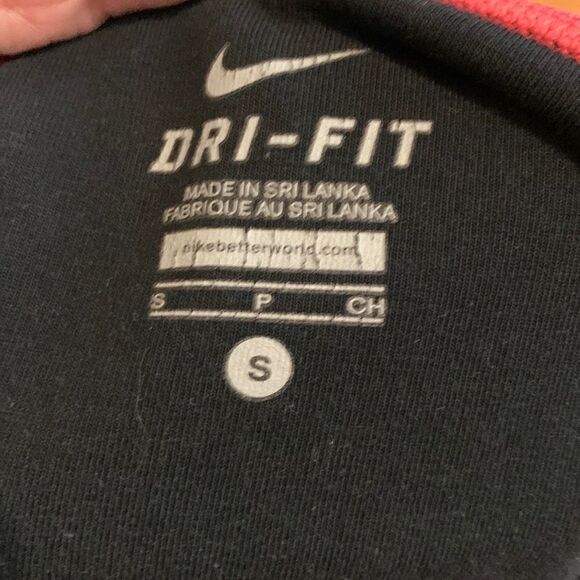 DRI-FIT
MADE IN SRI LANKA
FABRIQUE AU SRI LANKA
nikebetterworld.com
S P CH
S